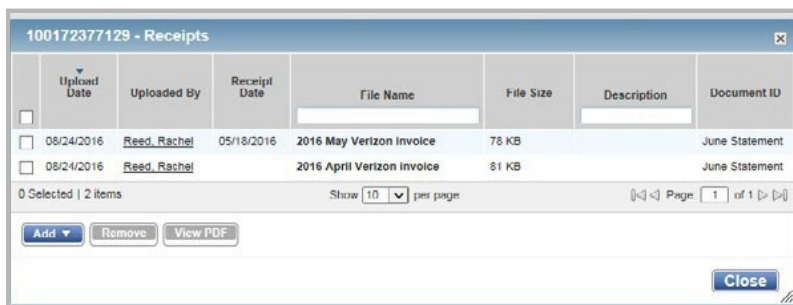 100172377129 - Receipts
Upload Date Uploaded By Receipt Date File Name File Size Description Document ID
08/24/2016 Reed, Rachel 05/18/2016 2016 May Verizon invoice 78 KB June Statement
08/24/2016 Reed, Rachel 2016 April Verizon invoice 81 KB June Statement
0 Selected | 2 items Show 10 per page Page 1 of 1
Add Remove View PDF
Close